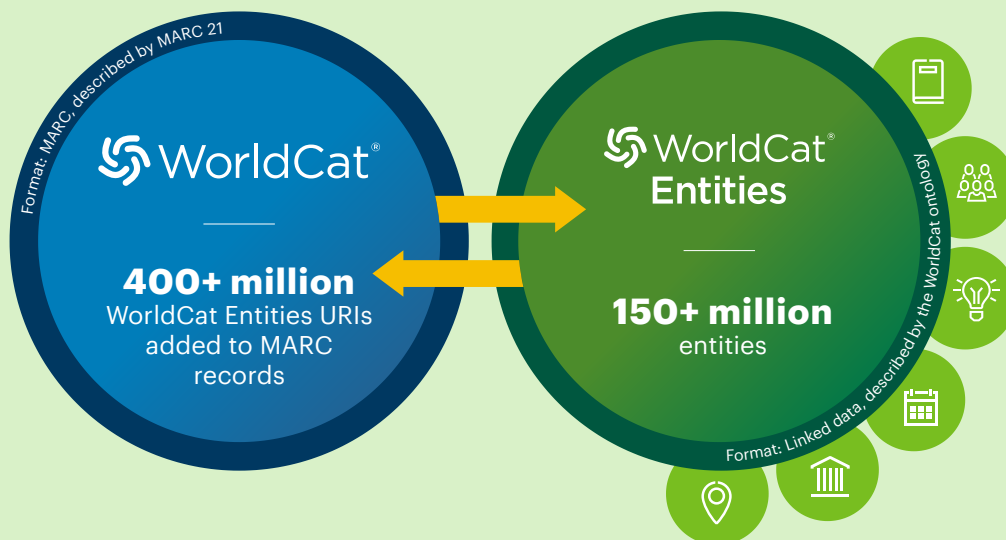 Format: MARC, described by MARC 21
WorldCat®
400+ million
WorldCat Entities URIs
added to MARC
records
WorldCat®
Entities
150+ million
entities
Format: Linked data, described by the WorldCat ontology